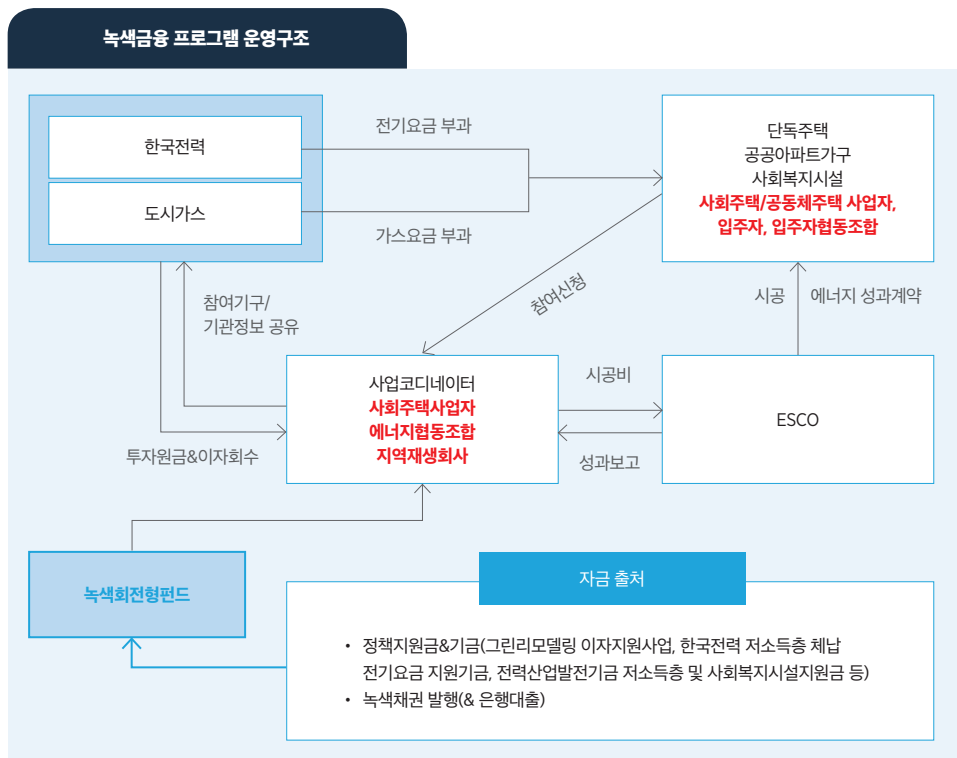 녹색금융 프로그램 운영구조
한국전력
도시가스
전기요금 부과
가스요금 부과
단독주택
공공아파트가구
사회복지시설
사회주택/공동체주택 사업자,
입주자, 입주자협동조합
참여기구/
기관정보 공유
참여신청
시공
에너지 성과계약
사업코디네이터
사회주택사업자
에너지협동조합
지역재생회사
시공비
성과보고
ESCO
투자원금&이자회수
녹색회전형펀드
자금 출처
• 정책지원금&기금(그린리모델링 이자지원사업, 한국전력 저소득층 체납
전기요금 지원기금, 전력산업발전기금 저소득층 및 사회복지시설지원금 등)
• 녹색채권 발행(& 은행대출)